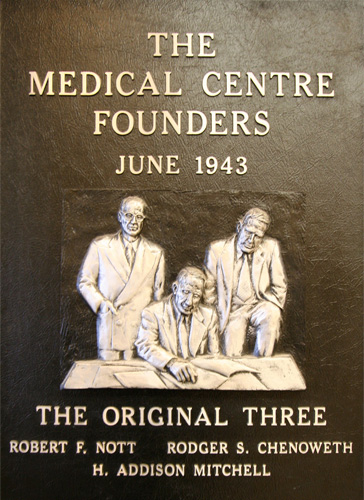 THE
MEDICAL CENTRE
FOUNDERS
JUNE 1943
THE ORIGINAL THREE
ROBERT F. NOTT RODGER S. CHENOWETH
H. ADDISON MITCHELL